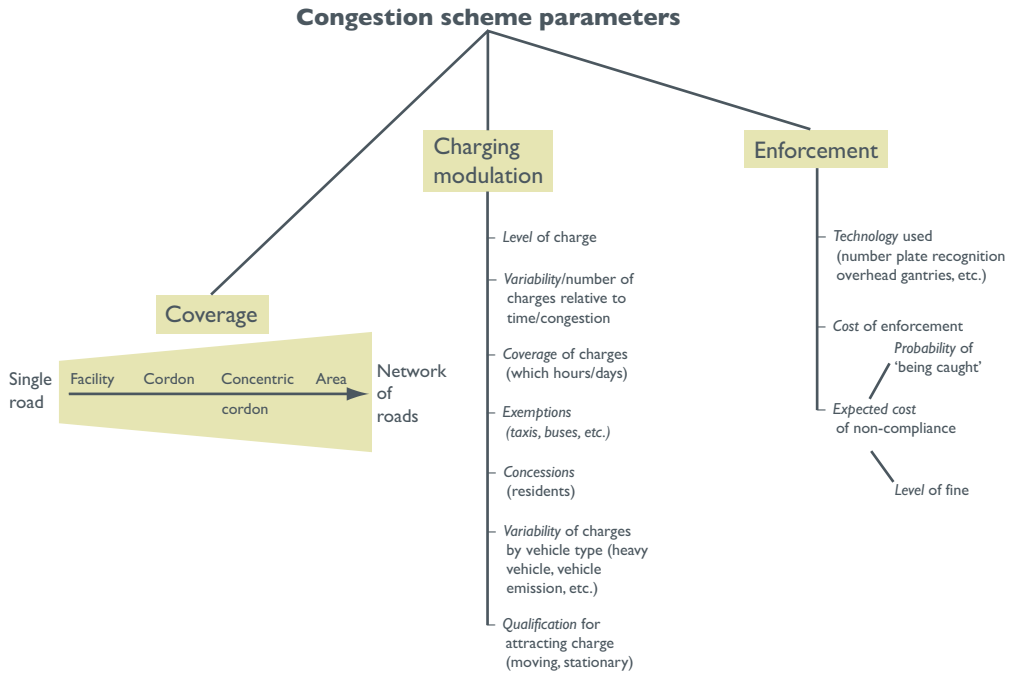 Congestion scheme parameters
Coverage
Single
road
Facility Cordon Concentric Area
cordon
Network
of
roads
Charging
modulation
Level of charge
Variability/number of
charges relative to
time/congestion
Coverage of charges
(which hours/days)
Exemptions
(taxis, buses, etc.)
Concessions
(residents)
Variability of charges
by vehicle type (heavy
vehicle, vehicle
emission, etc.)
Qualification for
attracting charge
(moving, stationary)
Enforcement
Technology used
(number plate recognition
overhead gantries, etc.)
Cost of enforcement
Probability of
‘being caught’
Expected cost
of non-compliance
Level of fine